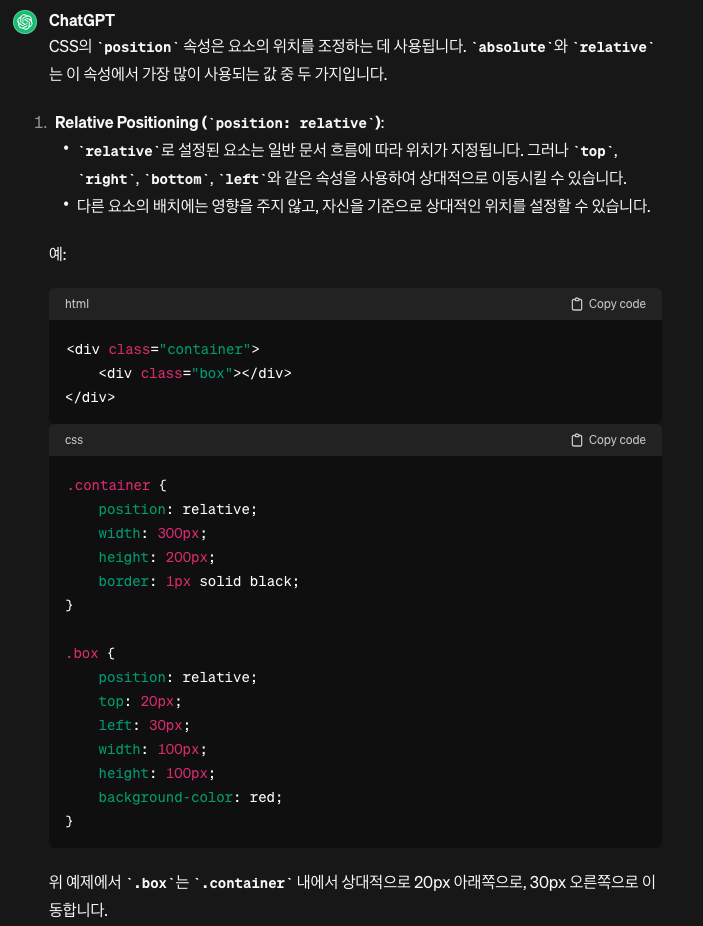 ChatGPT
CSS의 `position` 속성은 요소의 위치를 조정하는 데 사용됩니다. `absolute`와 `relative`
는 이 속성에서 가장 많이 사용되는 값 중 두 가지입니다.
1. Relative Positioning (`position: relative`):
• `relative`로 설정된 요소는 일반 문서 흐름에 따라 위치가 지정됩니다. 그러나 `top`,
`right`, `bottom`, `left`와 같은 속성을 사용하여 상대적으로 이동시킬 수 있습니다.
• 다른 요소의 배치에는 영향을 주지 않고, 자신을 기준으로 상대적인 위치를 설정할 수 있습니다.
예:
html Copy code
<div class="container">
    <div class="box"></div>
</div>
css Copy code
.container {
    position: relative;
    width: 300px;
    height: 200px;
    border: 1px solid black;
}
.box {
    position: relative;
    top: 20px;
    left: 30px;
    width: 100px;
    height: 100px;
    background-color: red;
}
위 예제에서 `.box`는 `.container` 내에서 상대적으로 20px 아래쪽으로, 30px 오른쪽으로 이
동합니다.